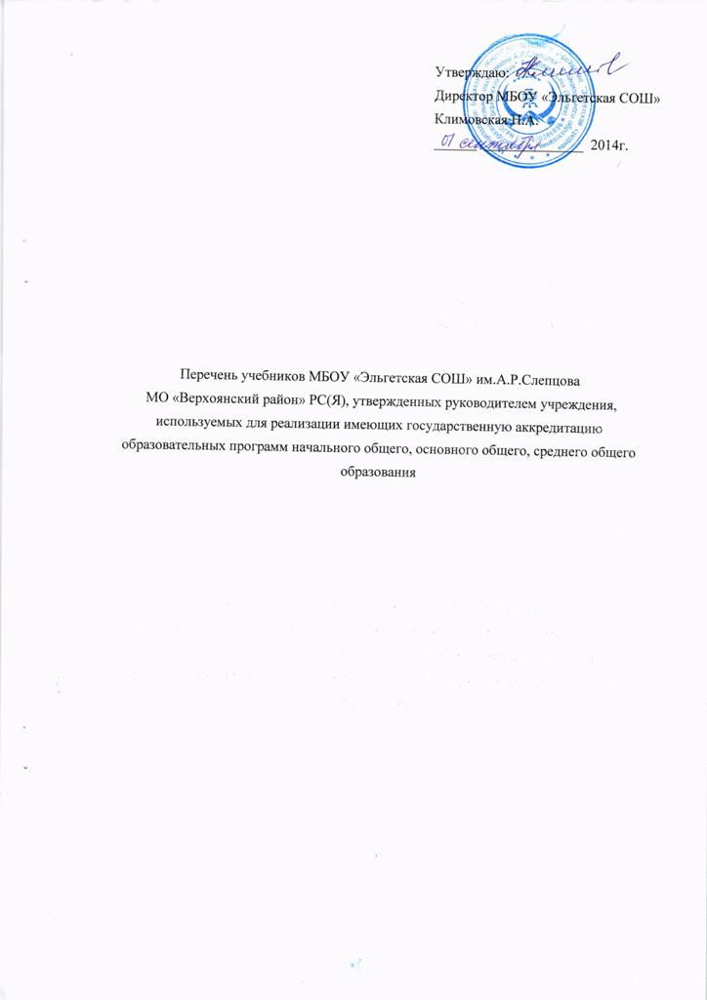 Утверждаю:
Директор МБОУ «Эльгетская СОШ»
Климовская Н.А.
01 сентября 2014г.
Перечень учебников МБОУ «Эльгетская СОШ» им.А.Р.Слепцова
МО «Верхоянский район» РС(Я), утвержденных руководителем учреждения,
используемых для реализации имеющих государственную аккредитацию
образовательных программ начального общего, основного общего, среднего общего
образования